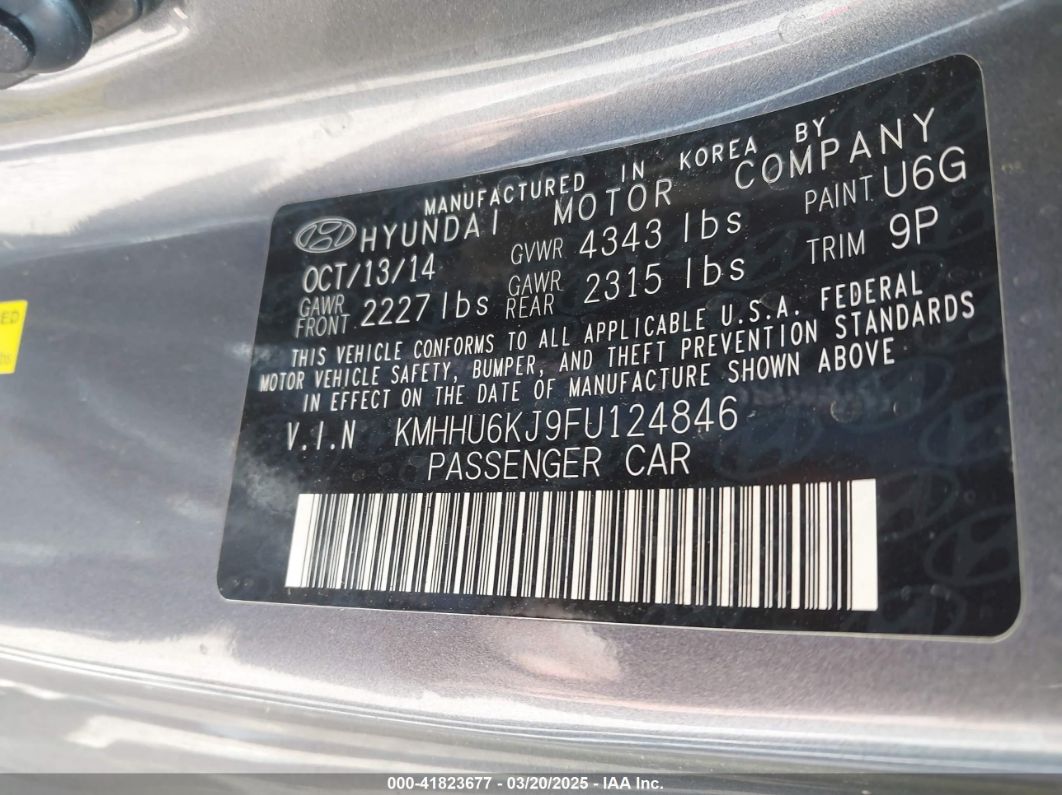 MANUFACTURED IN KOREA BY
HYUNDAI MOTOR COMPANY
OCT/13/14 GVWR 4343 lbs PAINT U6G
GAWR FRONT 2227 lbs GAWR REAR 2315 lbs TRIM 9P
THIS VEHICLE CONFORMS TO ALL APPLICABLE U.S.A. FEDERAL
MOTOR VEHICLE SAFETY, BUMPER, AND THEFT PREVENTION STANDARDS
IN EFFECT ON THE DATE OF MANUFACTURE SHOWN ABOVE
V.I.N KMHHU6KJ9FU124846
PASSENGER CAR
000-41823677 - 03/20/2025 - IAA Inc.